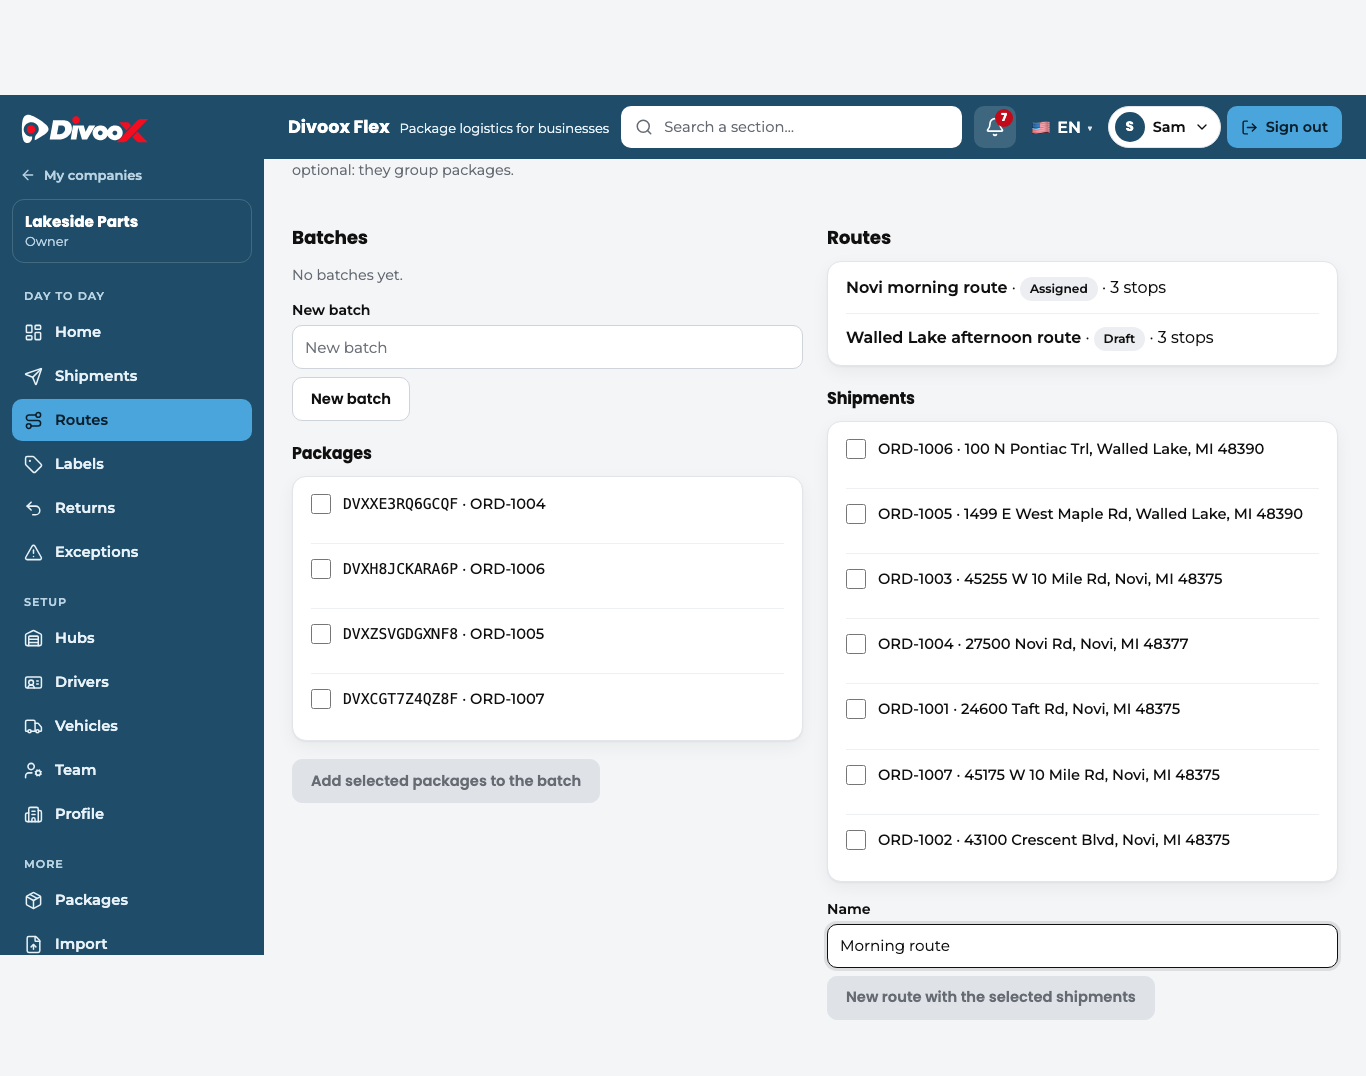 DivooX
Divoox Flex Package logistics for businesses
Search a section...
7
EN
S Sam
Sign out
My companies
Lakeside Parts
Owner
DAY TO DAY
Home
Shipments
Routes
Labels
Returns
Exceptions
SETUP
Hubs
Drivers
Vehicles
Team
Profile
MORE
Packages
Import
optional: they group packages.
Batches
No batches yet.
New batch
New batch
New batch
Packages
DVXXE3RQ6GCQF · ORD-1004
DVXH8JCKARA6P · ORD-1006
DVXZSVGDGXNF8 · ORD-1005
DVXCGT7Z4QZ8F · ORD-1007
Add selected packages to the batch
Routes
Novi morning route · Assigned · 3 stops
Walled Lake afternoon route · Draft · 3 stops
Shipments
ORD-1006 · 100 N Pontiac Trl, Walled Lake, MI 48390
ORD-1005 · 1499 E West Maple Rd, Walled Lake, MI 48390
ORD-1003 · 45255 W 10 Mile Rd, Novi, MI 48375
ORD-1004 · 27500 Novi Rd, Novi, MI 48377
ORD-1001 · 24600 Taft Rd, Novi, MI 48375
ORD-1007 · 45175 W 10 Mile Rd, Novi, MI 48375
ORD-1002 · 43100 Crescent Blvd, Novi, MI 48375
Name
Morning route
New route with the selected shipments